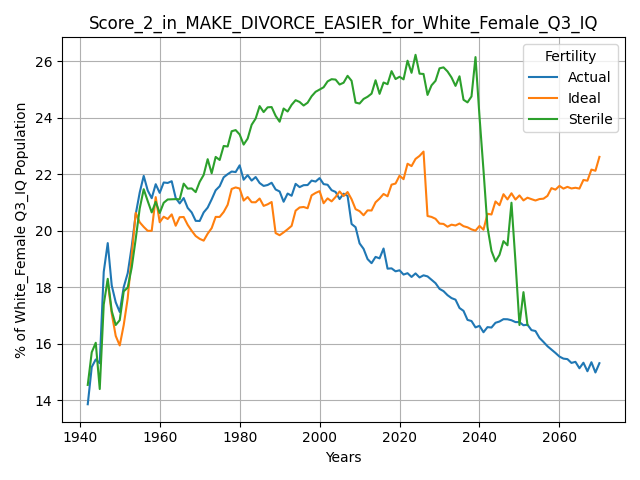 Score_2_in_MAKE_DIVORCE_EASIER_for_White_Female_Q3_IQ
% of White_Female Q3_IQ Population
26
24
22
20
18
16
14
Fertility
Actual
Ideal
Sterile
1940 1960 1980 2000 2020 2040 2060
Years